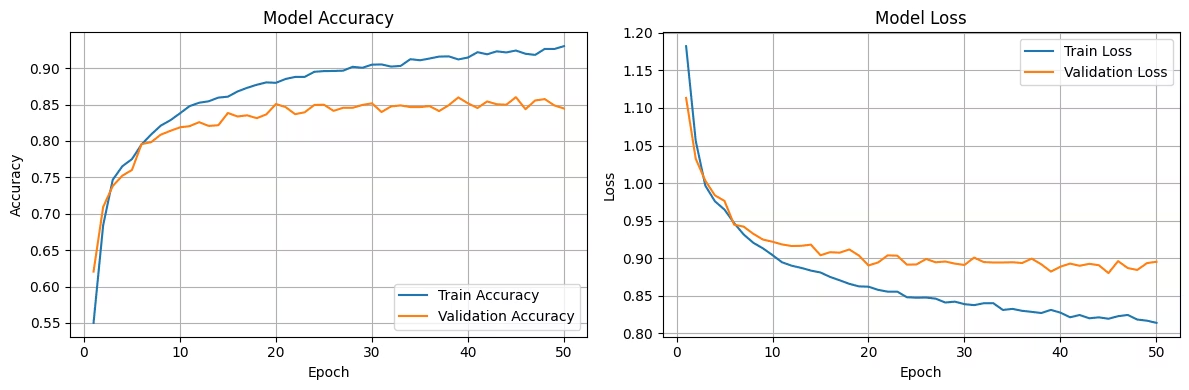 Model Accuracy
Accuracy
0.90
0.85
0.80
0.75
0.70
0.65
0.60
0.55
Train Accuracy
Validation Accuracy
0 10 20 30 40 50
Epoch
Model Loss
Loss
1.20
1.15
1.10
1.05
1.00
0.95
0.90
0.85
0.80
Train Loss
Validation Loss
0 10 20 30 40 50
Epoch